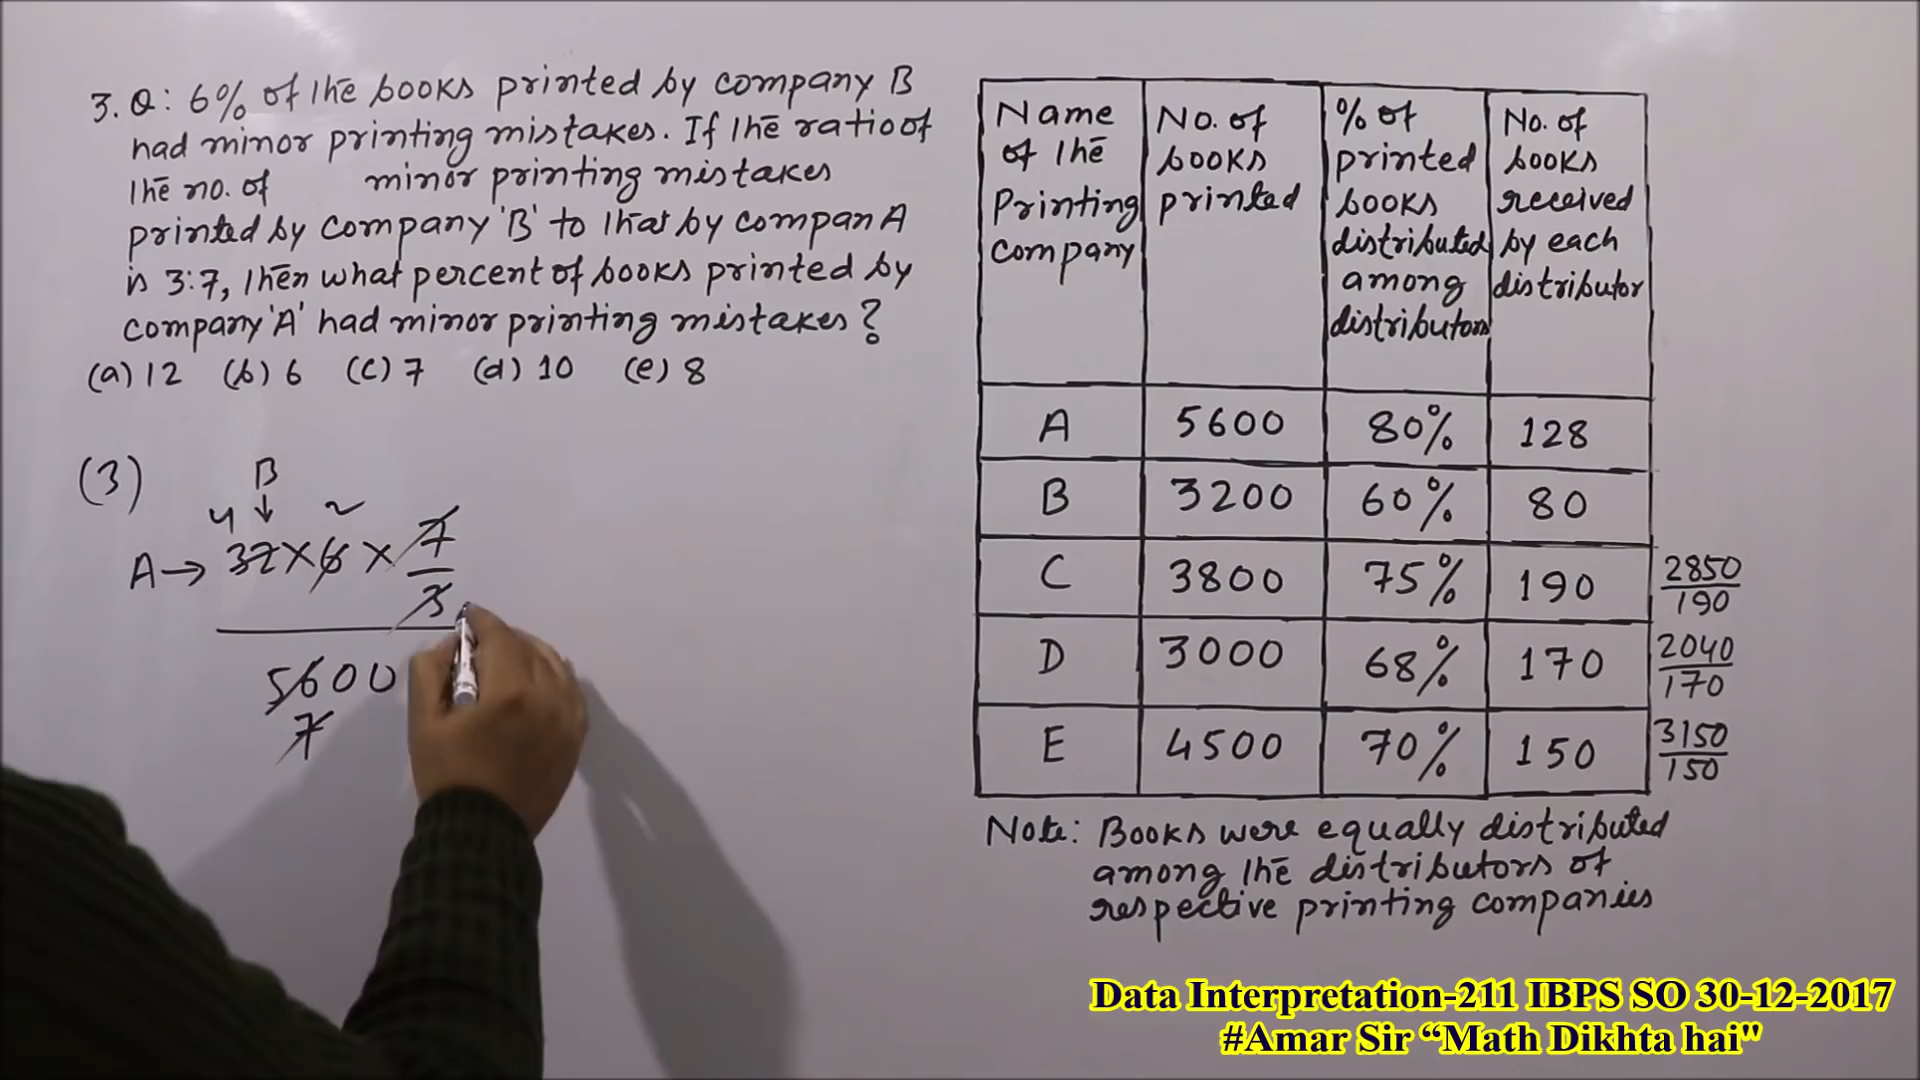 3. Q: 6% of the books printed by company B
had minor printing mistakes. If the ratio of
the no. of minor printing mistakes
printed by company 'B' to that by compan A
is 3:7, then what percent of books printed by
company 'A' had minor printing mistakes?
(a) 12 (b) 6 (c) 7 (d) 10 (e) 8
(3)
B
↓
4 2
A → 32 × 6 × 7
3
5600
7
Name of the Printing company
No. of books printed
% of printed books distributed among distributors
No. of books received by each distributor
A 5600 80% 128
B 3200 60% 80
C 3800 75% 190 2850/190
D 3000 68% 170 2040/170
E 4500 70% 150 3150/150
Note: Books were equally distributed
among the distributors of
respective printing companies
Data Interpretation-211 IBPS SO 30-12-2017
#Amar Sir “Math Dikhta hai"